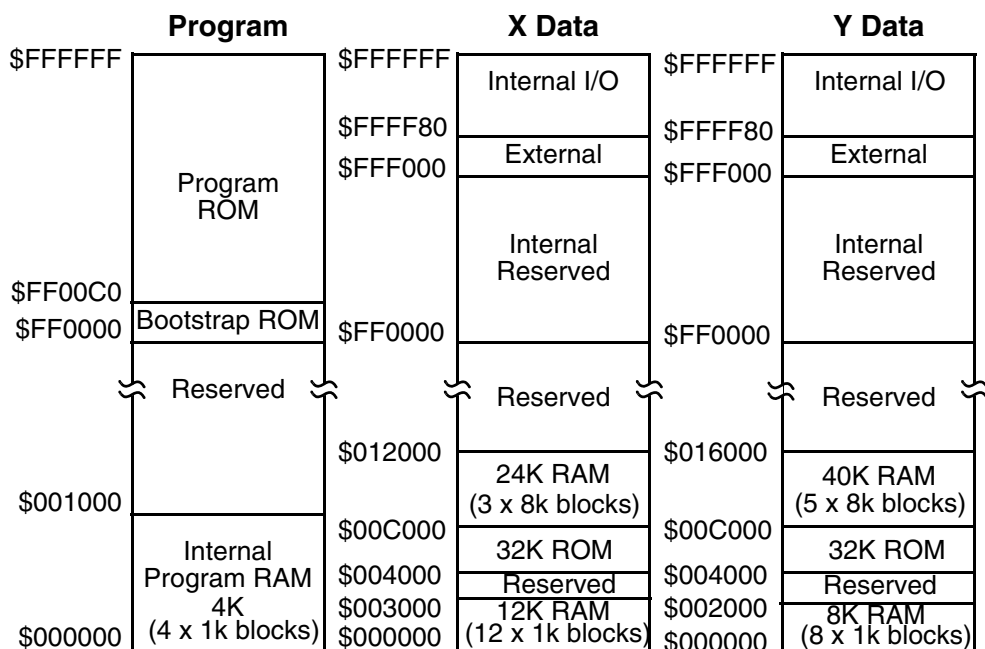 Program
$FFFFFF
Program
ROM
$FF00C0
Bootstrap ROM
$FF0000
Reserved
$001000
Internal
Program RAM
4K
(4 x 1k blocks)
$000000
X Data
$FFFFFF
Internal I/O
$FFFF80
External
$FFF000
Internal
Reserved
$FF0000
Reserved
$012000
24K RAM
(3 x 8k blocks)
$00C000
32K ROM
$004000
Reserved
$003000
12K RAM
(12 x 1k blocks)
$000000
Y Data
$FFFFFF
Internal I/O
$FFFF80
External
$FFF000
Internal
Reserved
$FF0000
Reserved
$016000
40K RAM
(5 x 8k blocks)
$00C000
32K ROM
$004000
Reserved
$002000
8K RAM
(8 x 1k blocks)
$000000